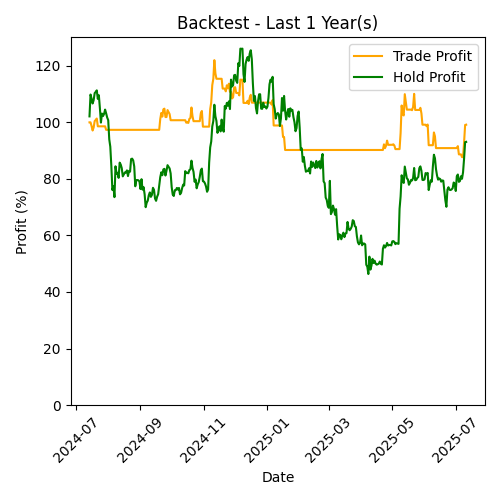 Backtest - Last 1 Year(s)
Trade Profit
Hold Profit
Profit (%)
120
100
80
60
40
20
0
2024-07
2024-09
2024-11
2025-01
2025-03
2025-05
2025-07
Date